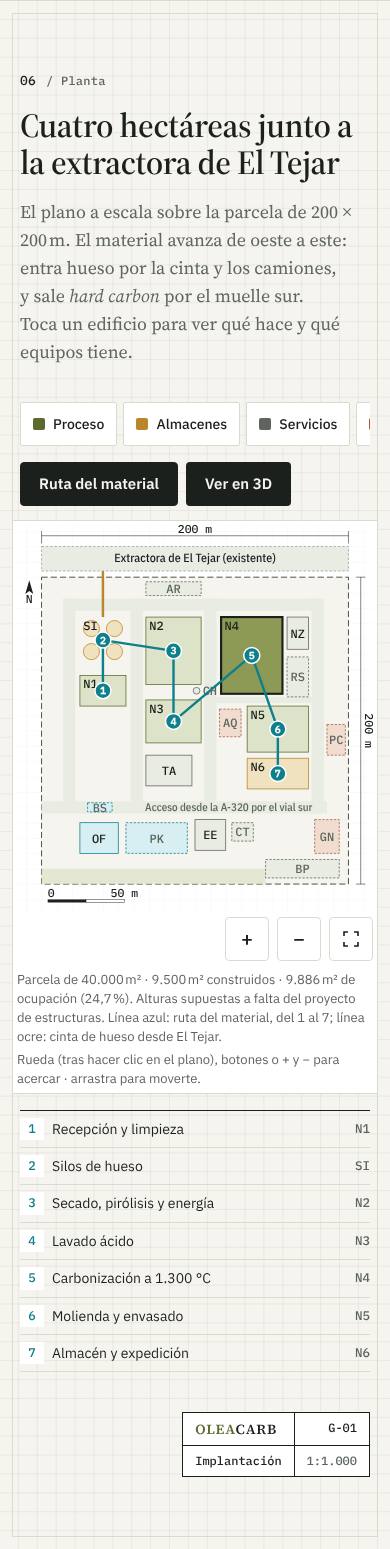 06 / Planta
Cuatro hectáreas junto a
la extractora de El Tejar
El plano a escala sobre la parcela de 200 ×
200 m. El material avanza de oeste a este:
entra hueso por la cinta y los camiones,
y sale hard carbon por el muelle sur.
Toca un edificio para ver qué hace y qué
equipos tiene.
Proceso
Almacenes
Servicios
Ruta del material
Ver en 3D
200 m
Extractora de El Tejar (existente)
N
AR
SI
N2
N4
NZ
2
3
5
RS
N1
1
N3
4
AQ
N5
6
PC
200 m
TA
N6
7
BS
Acceso desde la A-320 por el vial sur
OF
PK
EE
CT
GN
BP
0 50 m
+
−
Parcela de 40.000 m² · 9.500 m² construidos · 9.886 m² de
ocupación (24,7 %). Alturas supuestas a falta del proyecto
de estructuras. Línea azul: ruta del material, del 1 al 7; línea
ocre: cinta de hueso desde El Tejar.
Rueda (tras hacer clic en el plano), botones o + y − para
acercar · arrastra para moverte.
1 Recepción y limpieza N1
2 Silos de hueso SI
3 Secado, pirólisis y energía N2
4 Lavado ácido N3
5 Carbonización a 1.300 °C N4
6 Molienda y envasado N5
7 Almacén y expedición N6
OLEACARB G-01
Implantación 1:1.000